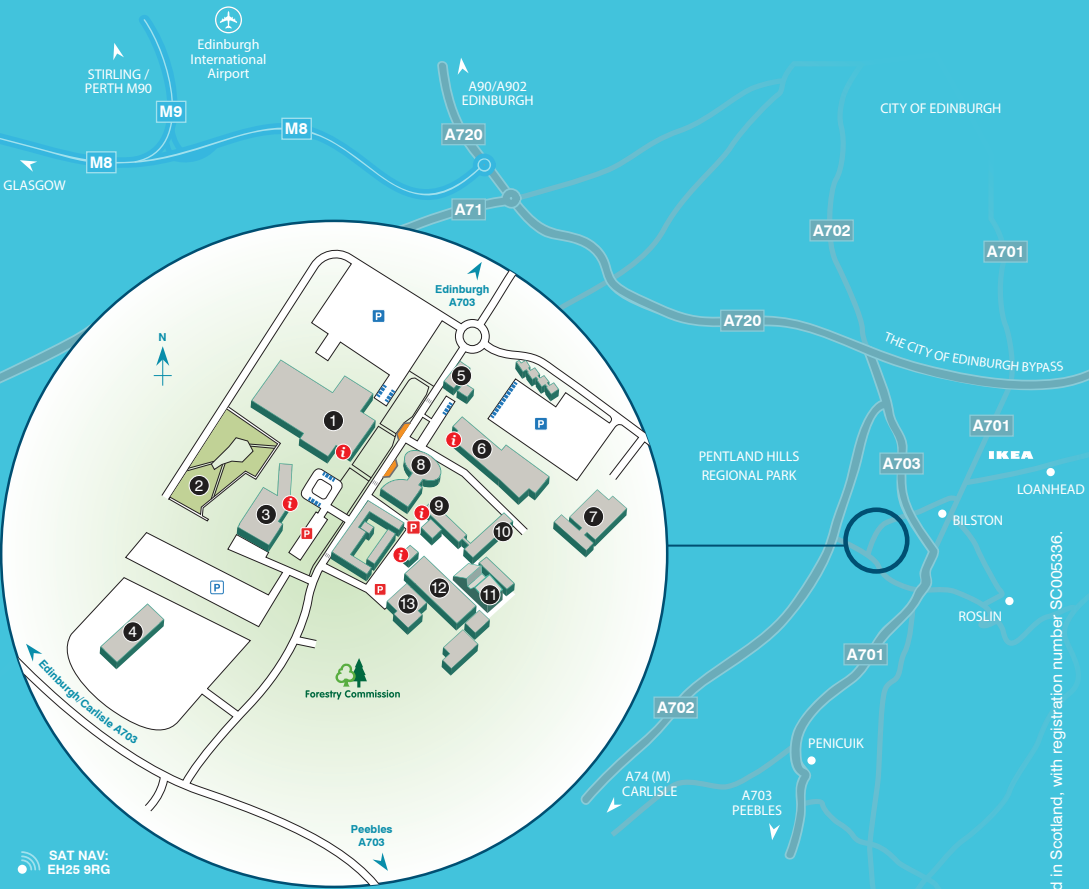 Edinburgh
International
Airport
STIRLING /
PERTH M90
A90/A902
EDINBURGH
CITY OF EDINBURGH
M9
M8
A720
M8
GLASGOW
A71
A702
A701
A720
THE CITY OF EDINBURGH BYPASS
Edinburgh
A703
P
N
5
P
1
i
6
i
8
2
3
i
9
i
P
P
7
10
i
12
11
P
P
13
4
Forestry Commission
Edinburgh/Carlisle A703
Peebles
A703
A701
IKEA
PENTLAND HILLS
REGIONAL PARK
A703
LOANHEAD
BILSTON
ROSLIN
A701
A702
PENICUIK
A74 (M)
CARLISLE
A703
PEEBLES
SAT NAV:
EH25 9RG
d in Scotland, with registration number SC005336.